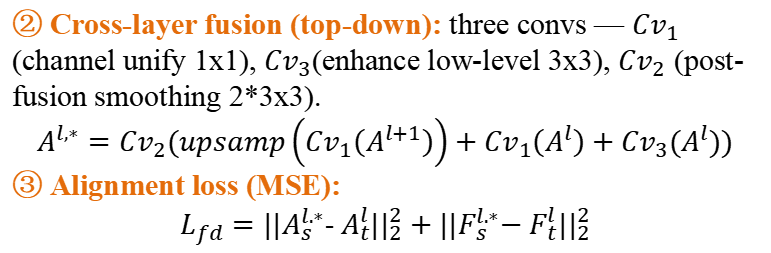 ② Cross-layer fusion (top-down): three convs — Cv₁
(channel unify 1x1), Cv₃(enhance low-level 3x3), Cv₂ (post-
fusion smoothing 2*3x3).
A^{l,*} = Cv₂(upsamp(Cv₁(A^{l+1})) + Cv₁(A^l) + Cv₃(A^l))
③ Alignment loss (MSE):
L_{fd} = ||A_s^{l.*}- A_t^l||_2^2 + ||F_s^{l.*} − F_t^l||_2^2